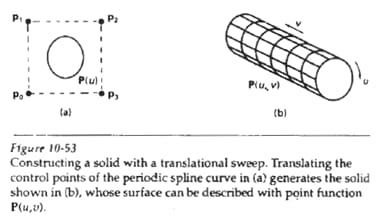 P1 P2
P(u)
P0 P3
(a)
v
P(u, v)
u
(b)
Figure 10-53
Constructing a solid with a translational sweep. Translating the
control points of the periodic spline curve in (a) generates the solid
shown in (b), whose surface can be described with point function
P(u,v).